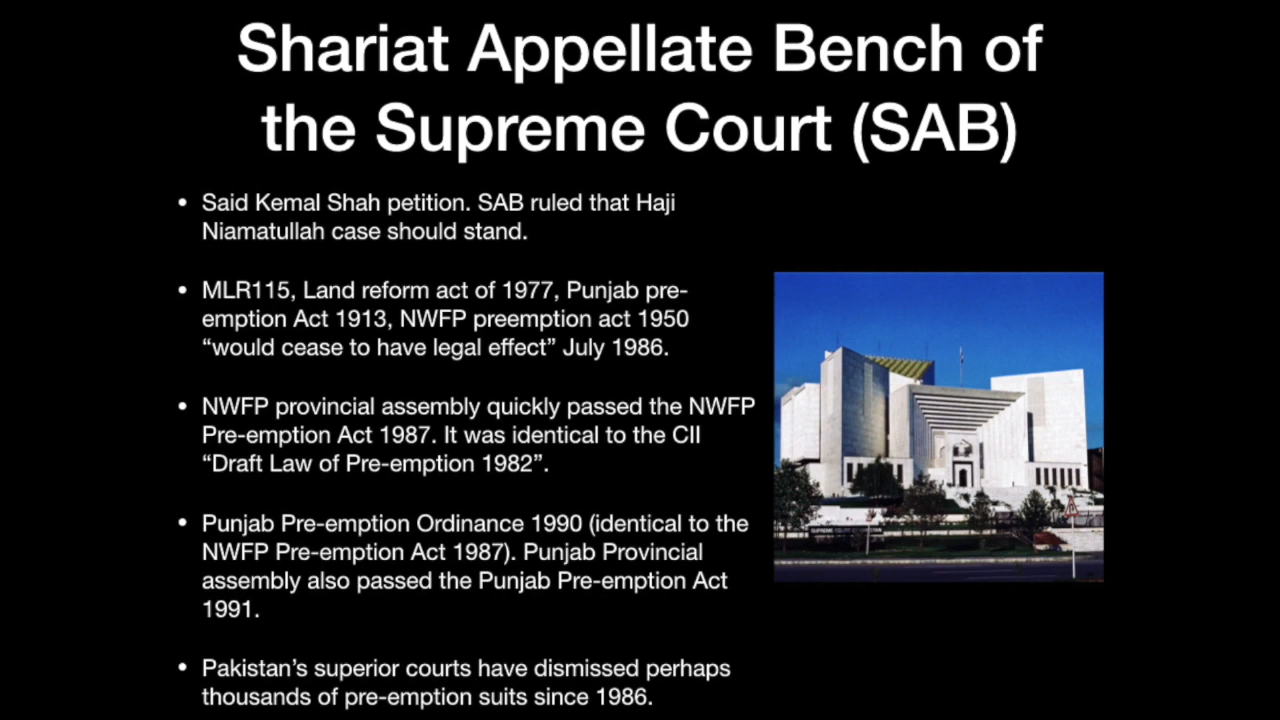 Shariat Appellate Bench of
the Supreme Court (SAB)
• Said Kemal Shah petition. SAB ruled that Haji
Niamatullah case should stand.
• MLR115, Land reform act of 1977, Punjab pre-
emption Act 1913, NWFP preemption act 1950
“would cease to have legal effect” July 1986.
• NWFP provincial assembly quickly passed the NWFP
Pre-emption Act 1987. It was identical to the CII
“Draft Law of Pre-emption 1982”.
• Punjab Pre-emption Ordinance 1990 (identical to the
NWFP Pre-emption Act 1987). Punjab Provincial
assembly also passed the Punjab Pre-emption Act
1991.
• Pakistan’s superior courts have dismissed perhaps
thousands of pre-emption suits since 1986.